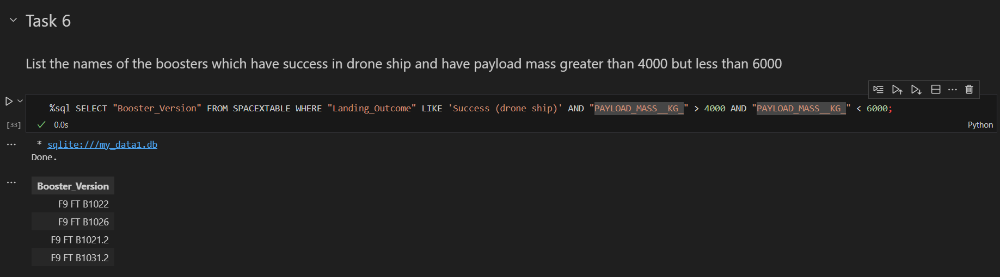 Task 6
List the names of the boosters which have success in drone ship and have payload mass greater than 4000 but less than 6000
%sql SELECT "Booster_Version" FROM SPACEXTABLE WHERE "Landing_Outcome" LIKE 'Success (drone ship)' AND "PAYLOAD_MASS__KG_" > 4000 AND "PAYLOAD_MASS__KG_" < 6000;
[33] 0.0s Python
* sqlite:///my_data1.db
Done.
Booster_Version
F9 FT B1022
F9 FT B1026
F9 FT B1021.2
F9 FT B1031.2